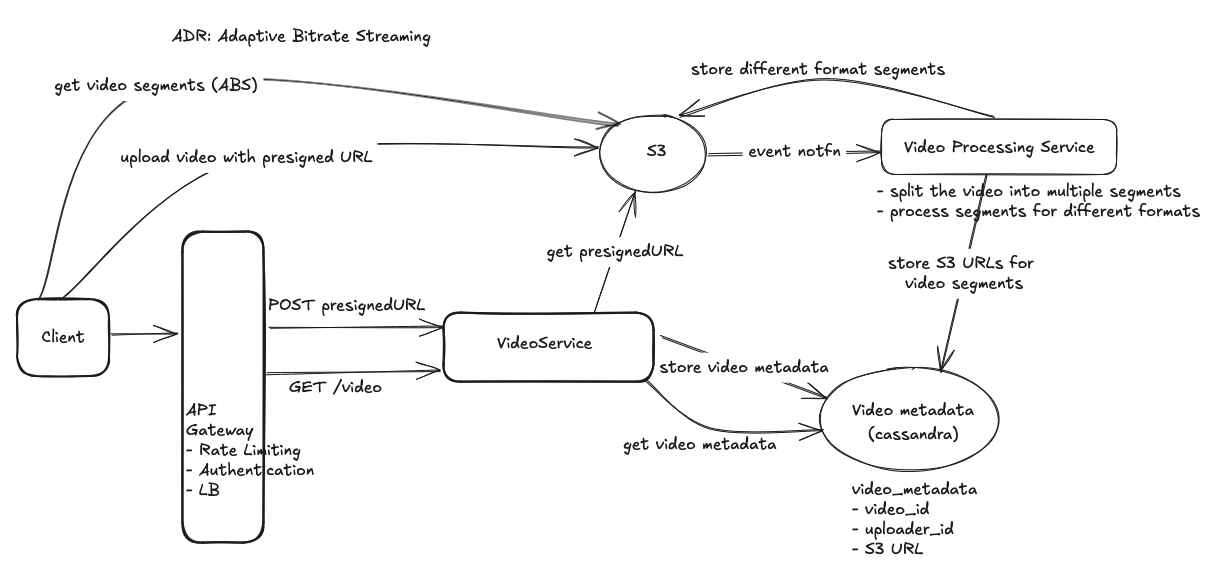 ADR: Adaptive Bitrate Streaming
get video segments (ABS)
store different format segments
upload video with presigned URL
S3
event notfn
Video Processing Service
- split the video into multiple segments
- process segments for different formats
get presignedURL
store S3 URLs for
video segments
Client
POST presignedURL
VideoService
GET /video
store video metadata
get video metadata
API
Gateway
- Rate Limiting
- Authentication
- LB
Video metadata
(cassandra)
video_metadata
- video_id
- uploader_id
- S3 URL